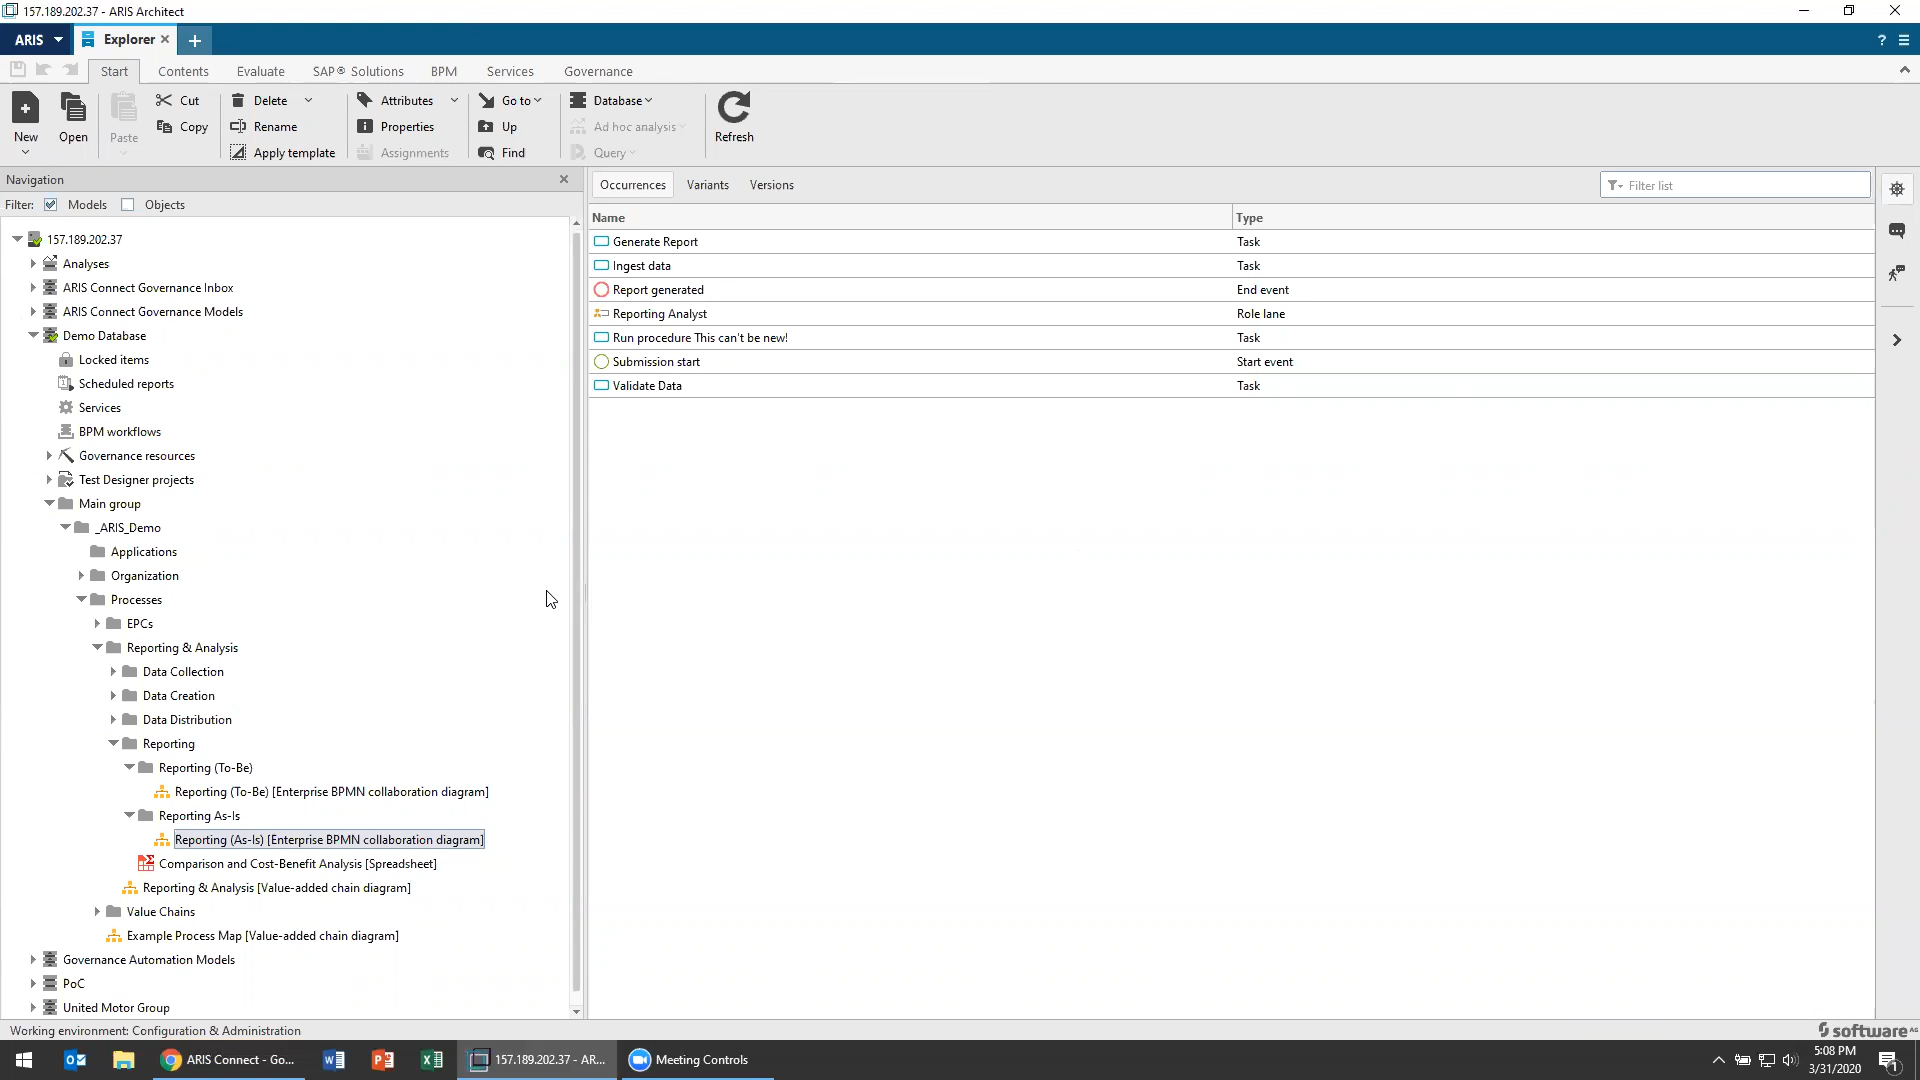 157.189.202.37 - ARIS Architect
ARIS
Explorer
Start
Contents
Evaluate
SAP® Solutions
BPM
Services
Governance
New
Open
Paste
Cut
Copy
Delete
Rename
Apply template
Attributes
Properties
Assignments
Go to
Up
Find
Database
Ad hoc analysis
Query
Refresh
Navigation
Filter: Models Objects
157.189.202.37
Analyses
ARIS Connect Governance Inbox
ARIS Connect Governance Models
Demo Database
Locked items
Scheduled reports
Services
BPM workflows
Governance resources
Test Designer projects
Main group
_ARIS_Demo
Applications
Organization
Processes
EPCs
Reporting & Analysis
Data Collection
Data Creation
Data Distribution
Reporting
Reporting (To-Be)
Reporting (To-Be) [Enterprise BPMN collaboration diagram]
Reporting As-Is
Reporting (As-Is) [Enterprise BPMN collaboration diagram]
Comparison and Cost-Benefit Analysis [Spreadsheet]
Reporting & Analysis [Value-added chain diagram]
Value Chains
Example Process Map [Value-added chain diagram]
Governance Automation Models
PoC
United Motor Group
Occurrences Variants Versions
Filter list
Name Type
Generate Report Task
Ingest data Task
Report generated End event
Reporting Analyst Role lane
Run procedure This can't be new! Task
Submission start Start event
Validate Data Task
Working environment: Configuration & Administration
software AG
ARIS Connect - Go...
157.189.202.37 - AR...
Meeting Controls
5:08 PM
3/31/2020
1